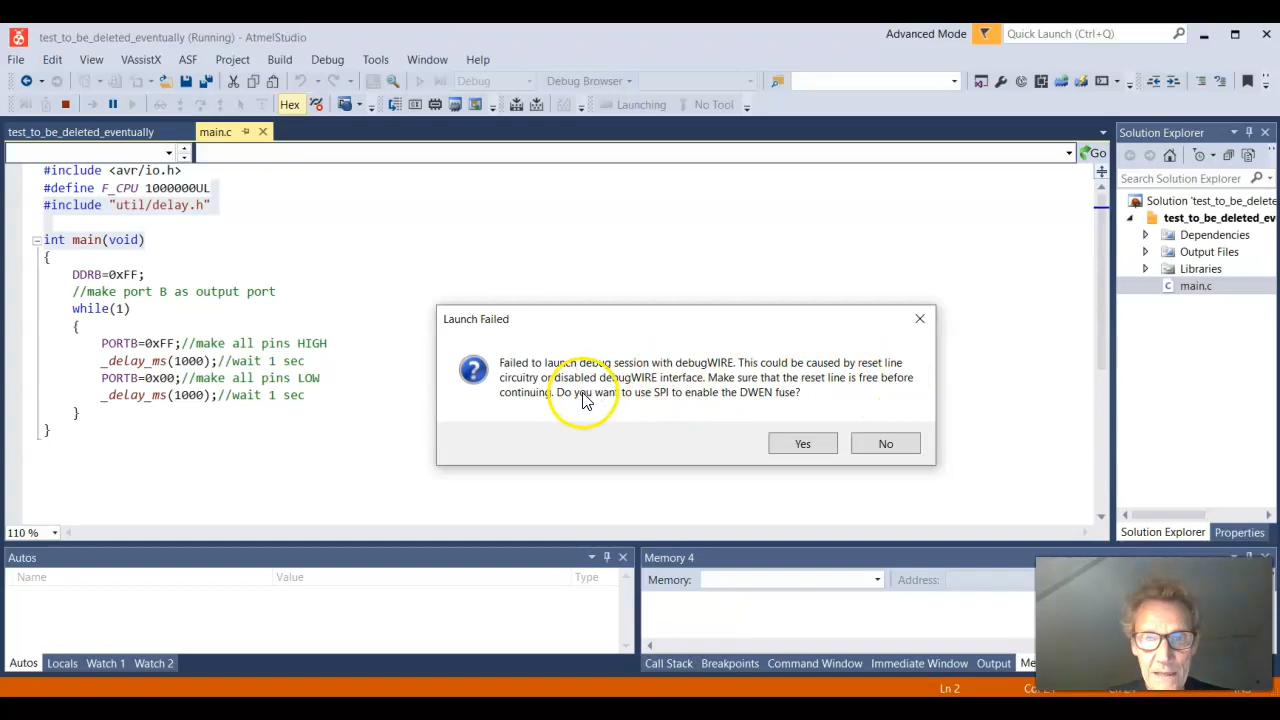 test_to_be_deleted_eventually (Running) - AtmelStudio
Advanced Mode
Quick Launch (Ctrl+Q)
File Edit View VAssistX ASF Project Build Debug Tools Window Help
Debug
Debug Browser
Hex
Launching
No Tool
test_to_be_deleted_eventually
main.c
Go
#include <avr/io.h>
#define F_CPU 1000000UL
#include "util/delay.h"
int main(void)
{
DDRB=0xFF;
//make port B as output port
while(1)
{
PORTB=0xFF;//make all pins HIGH
_delay_ms(1000);//wait 1 sec
PORTB=0x00;//make all pins LOW
_delay_ms(1000);//wait 1 sec
}
}
110 %
Launch Failed
Failed to launch debug session with debugWIRE. This could be caused by reset line
circuitry or disabled debugWIRE interface. Make sure that the reset line is free before
continuing. Do you want to use SPI to enable the DWEN fuse?
Yes
No
Solution Explorer
Search Solution Explorer
Solution 'test_to_be_delete
test_to_be_deleted_ev
Dependencies
Output Files
Libraries
main.c
Solution Explorer Properties
Autos
Name Value Type
Autos Locals Watch 1 Watch 2
Memory 4
Memory:
Address:
Call Stack Breakpoints Command Window Immediate Window Output Me
Ln 2